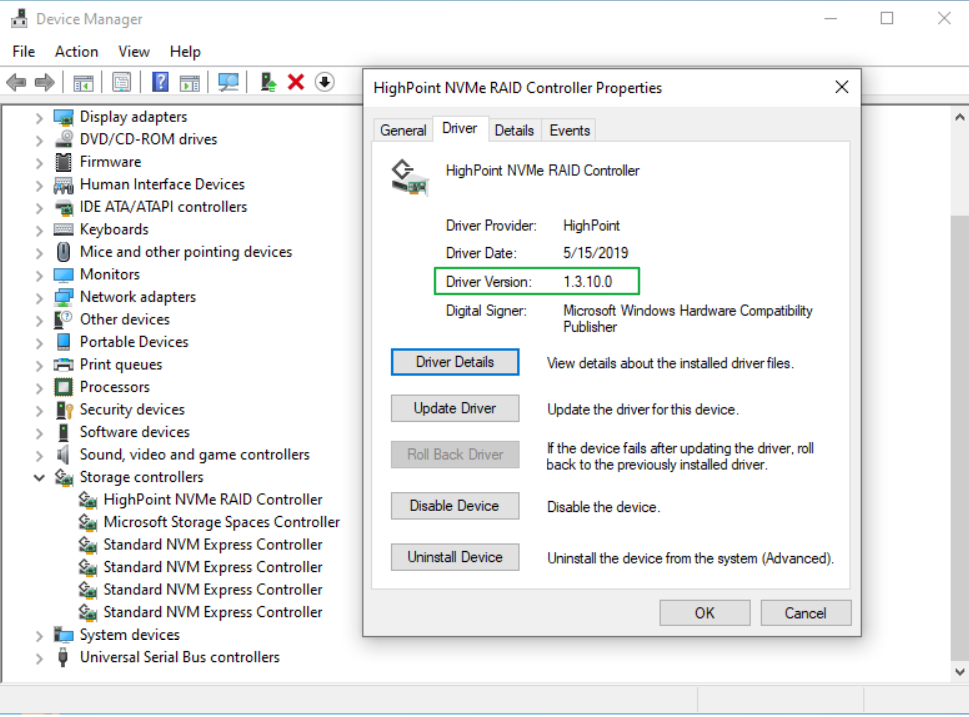 Device Manager
File Action View Help
HighPoint NVMe RAID Controller Properties
General Driver Details Events
HighPoint NVMe RAID Controller
Driver Provider: HighPoint
Driver Date: 5/15/2019
Driver Version: 1.3.10.0
Digital Signer: Microsoft Windows Hardware Compatibility
Publisher
Driver Details View details about the installed driver files.
Update Driver Update the driver for this device.
Roll Back Driver If the device fails after updating the driver, roll
back to the previously installed driver.
Disable Device Disable the device.
Uninstall Device Uninstall the device from the system (Advanced).
OK Cancel
Display adapters
DVD/CD-ROM drives
Firmware
Human Interface Devices
IDE ATA/ATAPI controllers
Keyboards
Mice and other pointing devices
Monitors
Network adapters
Other devices
Portable Devices
Print queues
Processors
Security devices
Software devices
Sound, video and game controllers
Storage controllers
HighPoint NVMe RAID Controller
Microsoft Storage Spaces Controller
Standard NVM Express Controller
Standard NVM Express Controller
Standard NVM Express Controller
Standard NVM Express Controller
System devices
Universal Serial Bus controllers